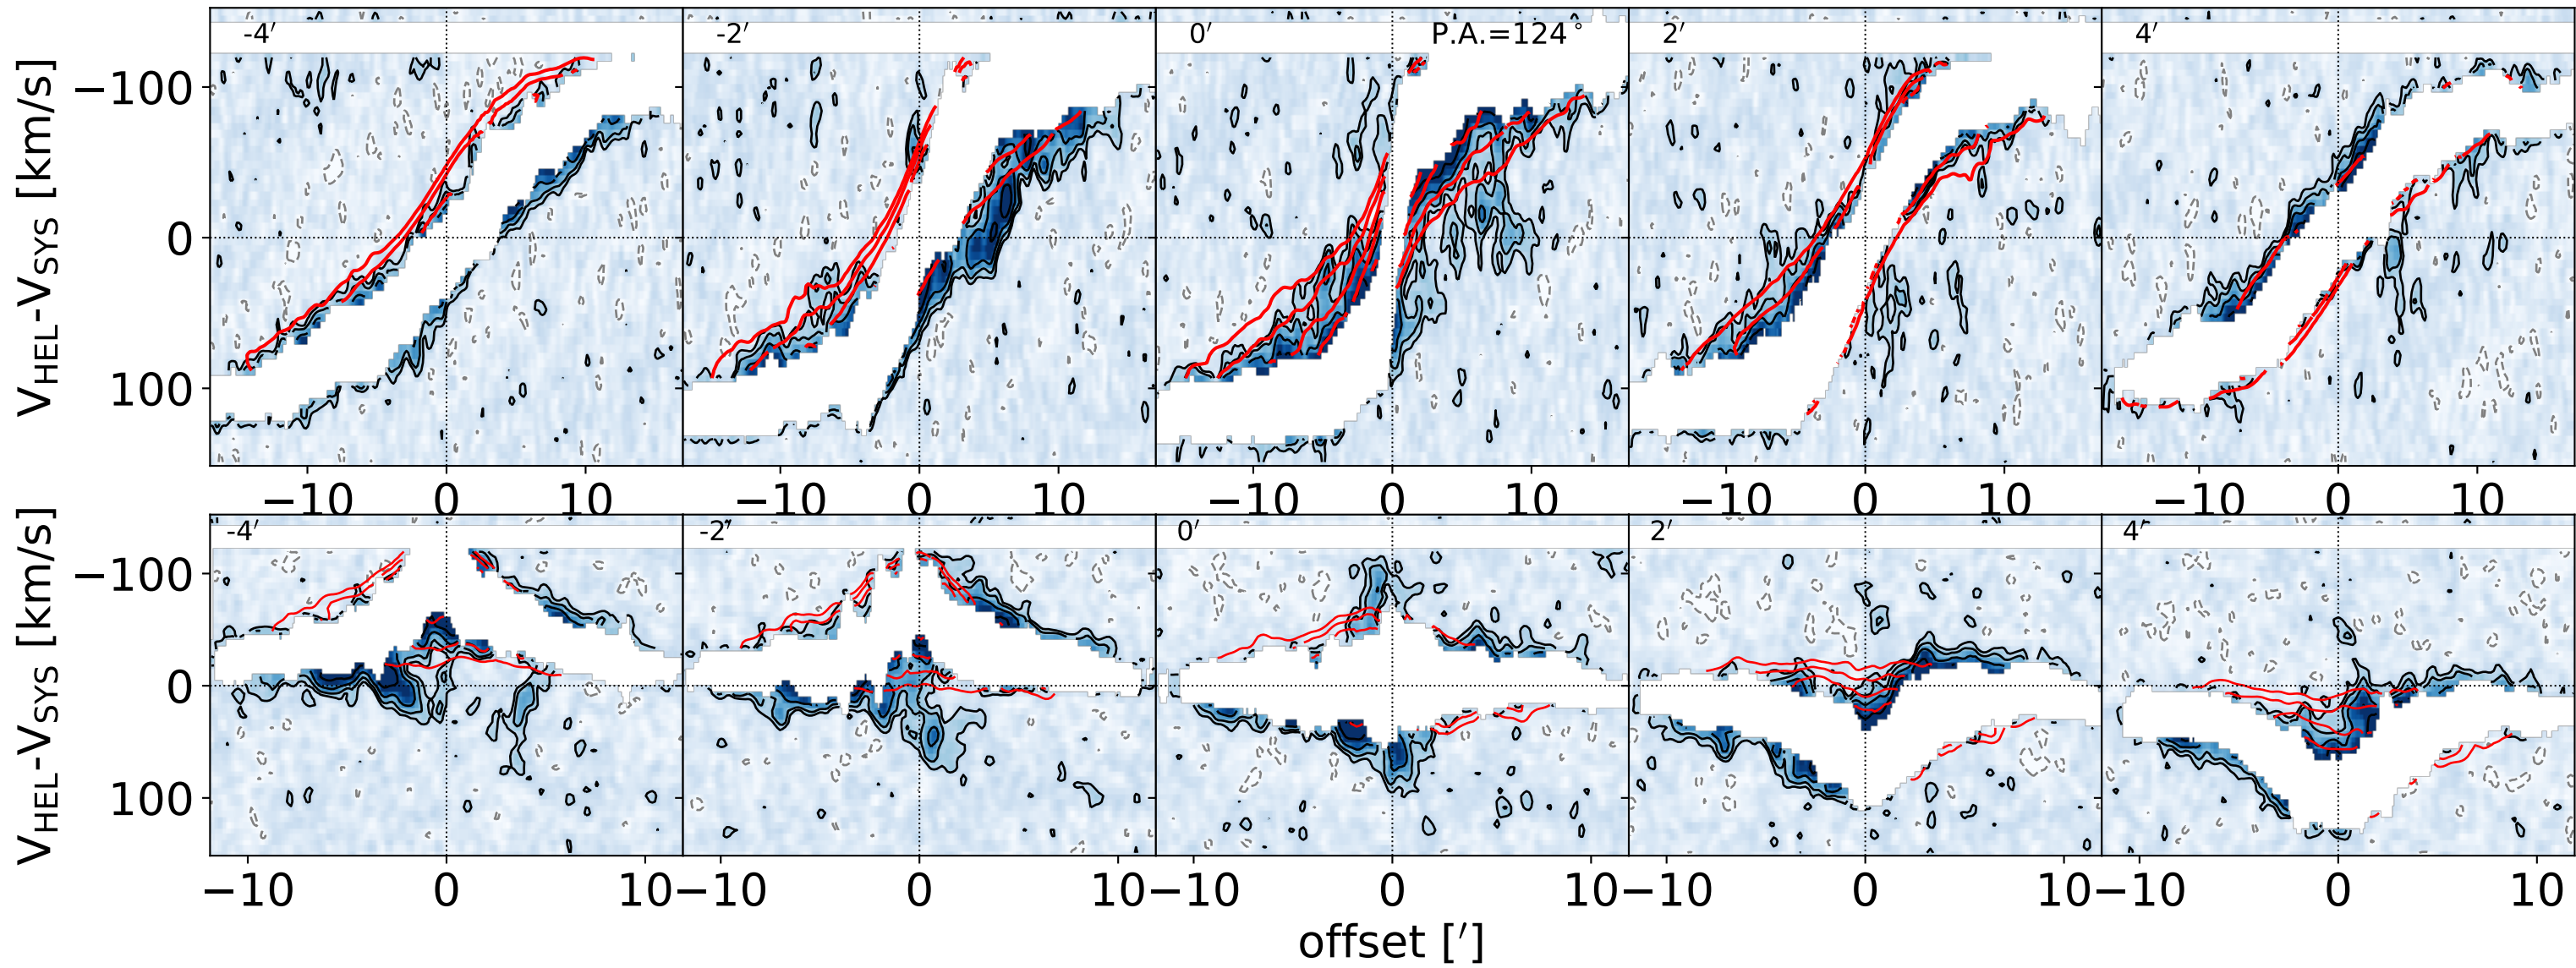 -4′ -2′ 0′ P.A.=124° 2′ 4′
V_HEL-V_SYS [km/s]
−100
0
100
−10 0 10 −10 0 10 −10 0 10 −10 0 10 −10 0 10
-4′ -2′ 0′ 2′ 4′
V_HEL-V_SYS [km/s]
−100
0
100
−10 0 10 −10 0 10 −10 0 10 −10 0 10 −10 0 10
offset [′]